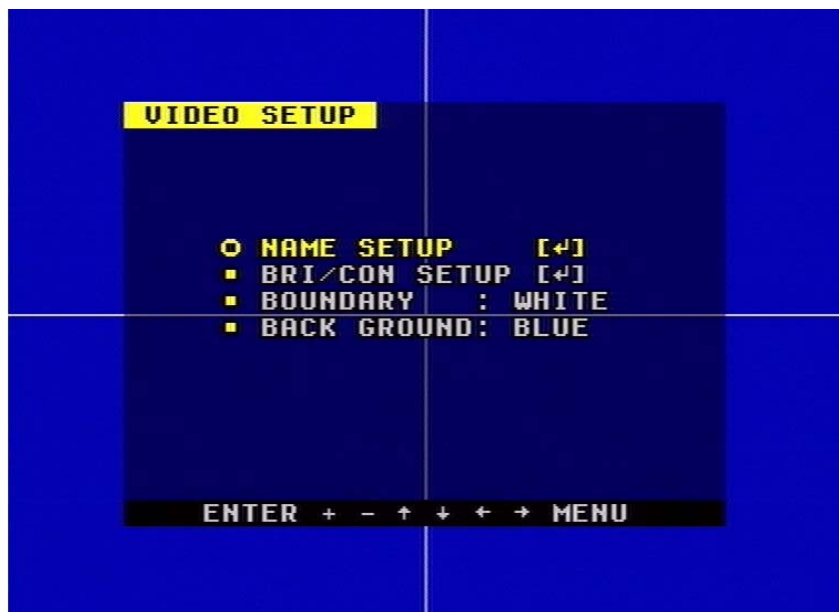 VIDEO SETUP
NAME SETUP [↵]
BRI/CON SETUP [↵]
BOUNDARY : WHITE
BACK GROUND: BLUE
ENTER + - ↑ ↓ ← → MENU